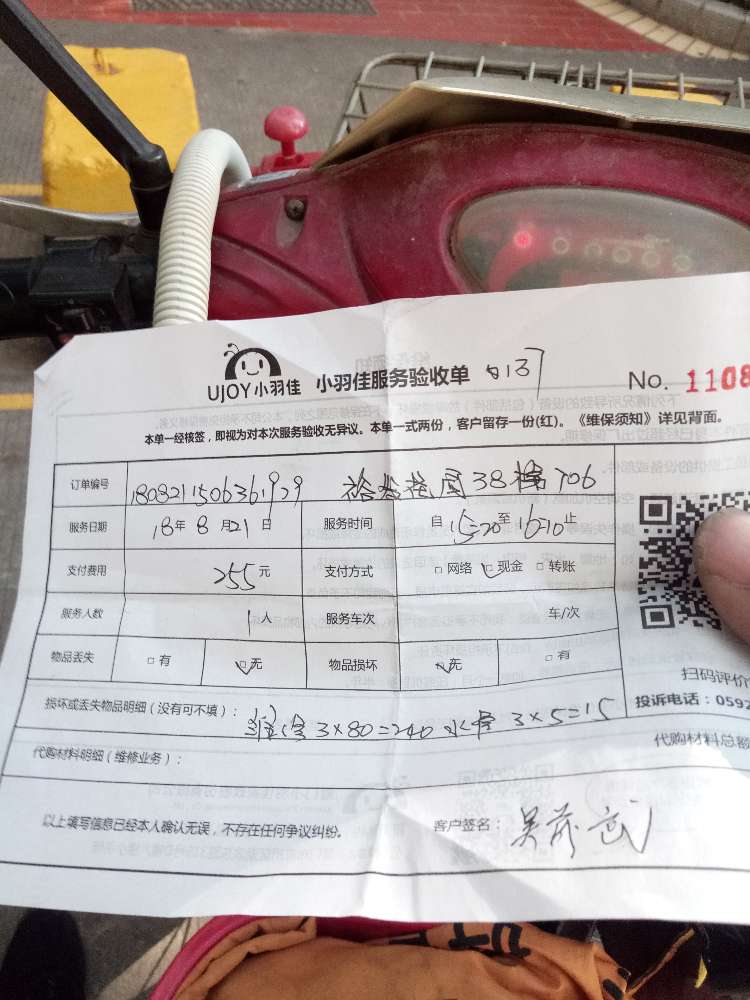 UJOY小羽佳 小羽佳服务验收单
No. 1108
本单一经核签，即视为对本次服务验收无异议。本单一式两份，客户留存一份(红)。《维保须知》详见背面。
订单编号 1808211506361929 裕发花园38樓706
服务日期 18年8月21日 服务时间 自15:20至16:10止
支付费用 255元 支付方式 □网络 ☑现金 □转账
服务人数 1人 服务车次 车/次
物品丢失 □有 ☑无 物品损坏 ☑无 □有
扫码评价
损坏或丢失物品明细（没有可不填）： 3×80=240 水管 3×5=15
投诉电话：0592
代购材料明细（维修业务）：
代购材料总额
以上填写信息已经本人确认无误，不存在任何争议纠纷。 客户签名：